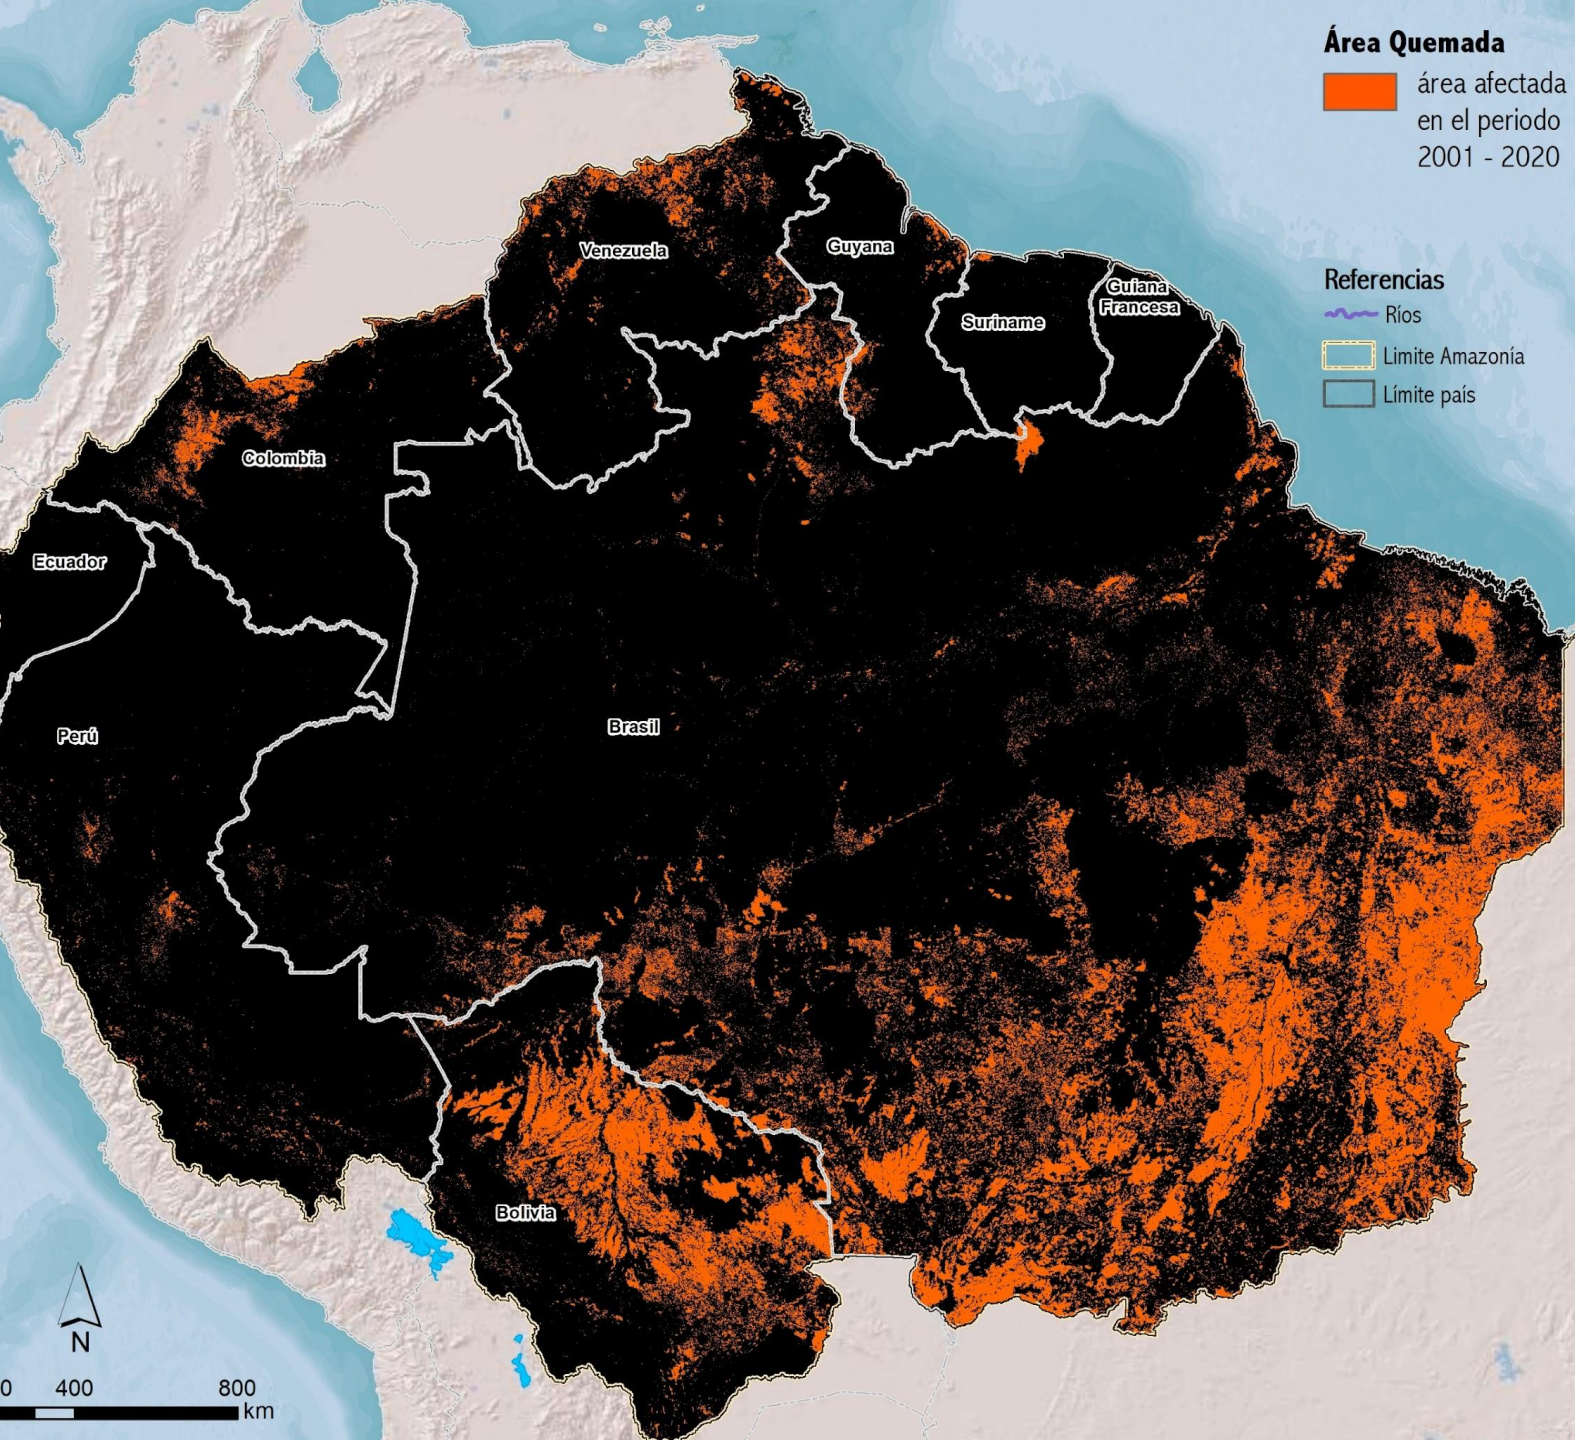 Área Quemada
área afectada
en el periodo
2001 - 2020
Venezuela
Guyana
Guiana
Francesa
Suriname
Referencias
Ríos
Limite Amazonía
Límite país
Colombia
Ecuador
Perú
Brasil
Bolivia
N
0 400 800
km